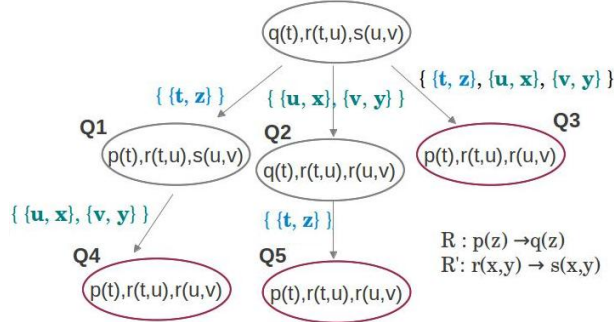 q(t),r(t,u),s(u,v)
{ {t, z} }
{ {u, x}, {v, y} }
{ {t, z}, {u, x}, {v, y} }
Q1
Q2
Q3
p(t),r(t,u),s(u,v)
q(t),r(t,u),r(u,v)
p(t),r(t,u),r(u,v)
{ {u, x}, {v, y} }
{ {t, z} }
Q4
Q5
p(t),r(t,u),r(u,v)
p(t),r(t,u),r(u,v)
R : p(z) →q(z)
R': r(x,y) → s(x,y)